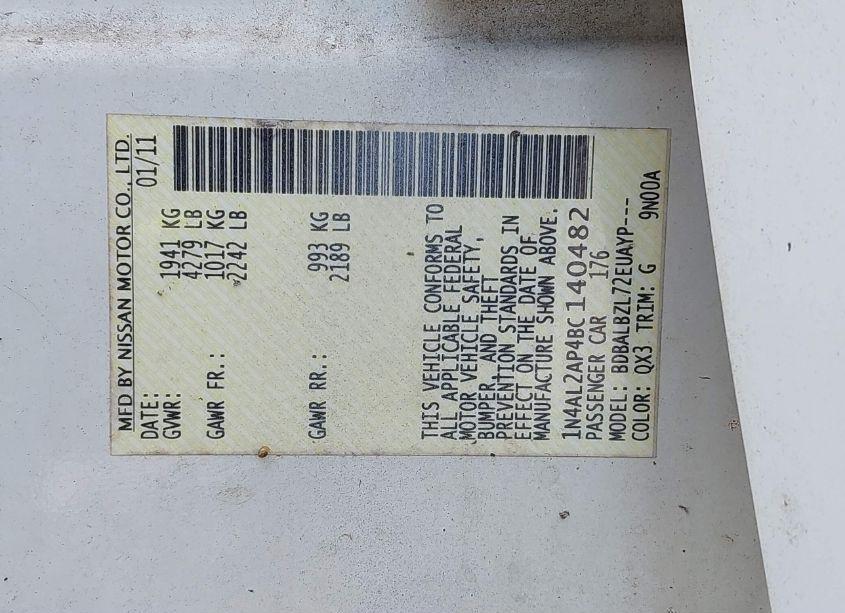 MFD BY NISSAN MOTOR CO., LTD.
DATE: 01/11
GVWR: 1941 KG
4279 LB
GAWR FR.: 1017 KG
2242 LB
GAWR RR.: 993 KG
2189 LB
THIS VEHICLE CONFORMS TO
ALL APPLICABLE FEDERAL
MOTOR VEHICLE SAFETY,
BUMPER, AND THEFT
PREVENTION STANDARDS IN
EFFECT ON THE DATE OF
MANUFACTURE SHOWN ABOVE.
1N4AL2AP4BC140482
PASSENGER CAR 176
MODEL: BDBALBZL72EUAYP---
COLOR: QX3 TRIM: G 9N00A